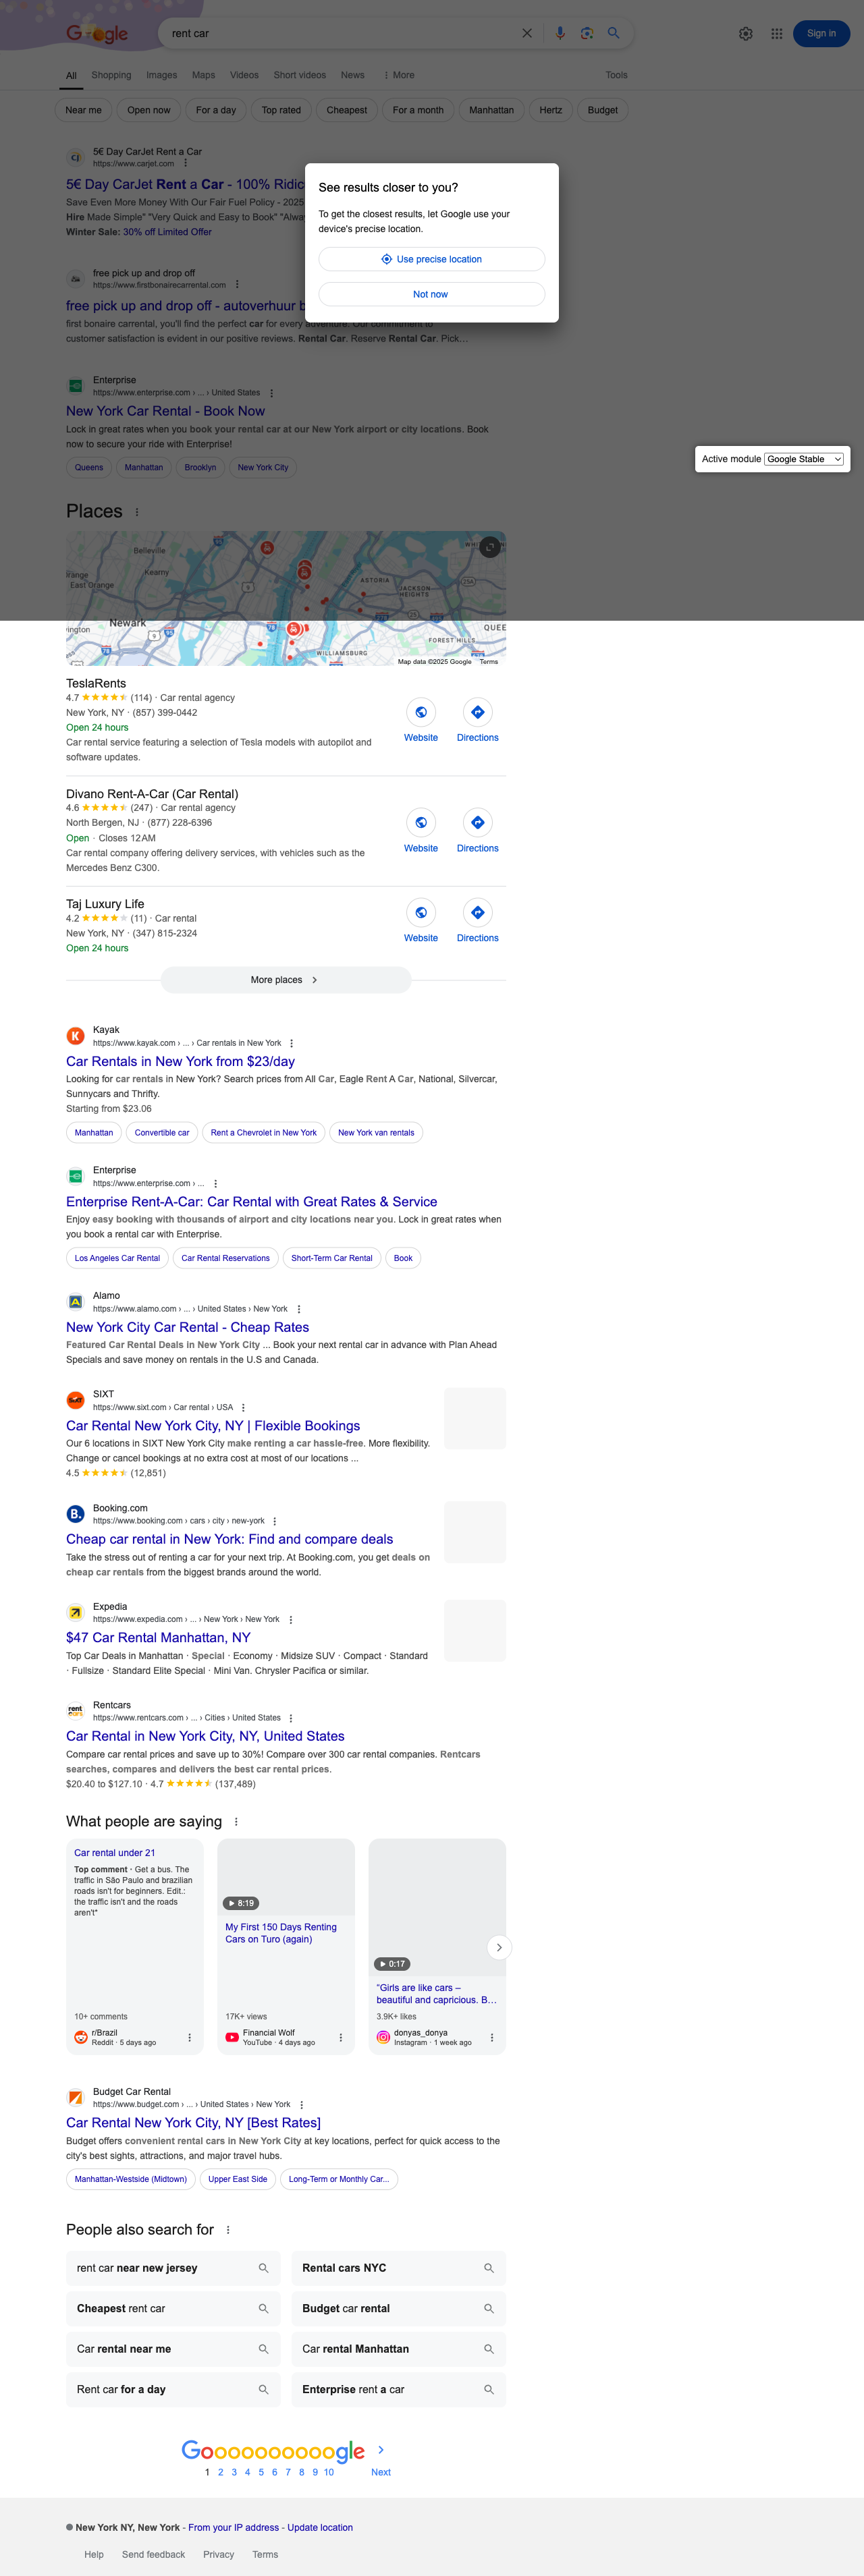 Google
rent car
Sign in
All
Shopping
Images
Maps
Videos
Short videos
News
More
Tools
Near me
Open now
For a day
Top rated
Cheapest
For a month
Manhattan
Hertz
Budget
5€ Day CarJet Rent a Car
https://www.carjet.com
5€ Day CarJet Rent a Car - 100% Ridic
Save Even More Money With Our Fair Fuel Policy - 2025
Hire Made Simple" "Very Quick and Easy to Book" "Alwa
Winter Sale: 30% off Limited Offer
See results closer to you?
To get the closest results, let Google use your
device's precise location.
Use precise location
Not now
free pick up and drop off
https://www.firstbonairecarrental.com
free pick up and drop off - autoverhuur b
first bonaire carrental, you'll find the perfect car for every adventure. Our commitment to
customer satisfaction is evident in our positive reviews. Rental Car. Reserve Rental Car. Pick...
Enterprise
https://www.enterprise.com › ... › United States
New York Car Rental - Book Now
Lock in great rates when you book your rental car at our New York airport or city locations. Book
now to secure your ride with Enterprise!
Queens
Manhattan
Brooklyn
New York City
Active module Google Stable
Places
Belleville
Kearny
East Orange
ASTORIA
JACKSON
HEIGHTS
Newark
ington
QUEE
FOREST HILLS
WILLIAMSBURG
Map data ©2025 Google
Terms
TeslaRents
4.7 (114) · Car rental agency
New York, NY · (857) 399-0442
Open 24 hours
Car rental service featuring a selection of Tesla models with autopilot and
software updates.
Website
Directions
Divano Rent-A-Car (Car Rental)
4.6 (247) · Car rental agency
North Bergen, NJ · (877) 228-6396
Open · Closes 12 AM
Car rental company offering delivery services, with vehicles such as the
Mercedes Benz C300.
Website
Directions
Taj Luxury Life
4.2 (11) · Car rental
New York, NY · (347) 815-2324
Open 24 hours
Website
Directions
More places
Kayak
https://www.kayak.com › ... › Car rentals in New York
Car Rentals in New York from $23/day
Looking for car rentals in New York? Search prices from All Car, Eagle Rent A Car, National, Silvercar,
Sunnycars and Thrifty.
Starting from $23.06
Manhattan
Convertible car
Rent a Chevrolet in New York
New York van rentals
Enterprise
https://www.enterprise.com › ...
Enterprise Rent-A-Car: Car Rental with Great Rates & Service
Enjoy easy booking with thousands of airport and city locations near you. Lock in great rates when
you book a rental car with Enterprise.
Los Angeles Car Rental
Car Rental Reservations
Short-Term Car Rental
Book
Alamo
https://www.alamo.com › ... › United States › New York
New York City Car Rental - Cheap Rates
Featured Car Rental Deals in New York City ... Book your next rental car in advance with Plan Ahead
Specials and save money on rentals in the U.S and Canada.
SIXT
https://www.sixt.com › Car rental › USA
Car Rental New York City, NY | Flexible Bookings
Our 6 locations in SIXT New York City make renting a car hassle-free. More flexibility.
Change or cancel bookings at no extra cost at most of our locations ...
4.5 (12,851)
Booking.com
https://www.booking.com › cars › city › new-york
Cheap car rental in New York: Find and compare deals
Take the stress out of renting a car for your next trip. At Booking.com, you get deals on
cheap car rentals from the biggest brands around the world.
Expedia
https://www.expedia.com › ... › New York › New York
$47 Car Rental Manhattan, NY
Top Car Deals in Manhattan · Special · Economy · Midsize SUV · Compact · Standard
· Fullsize · Standard Elite Special · Mini Van. Chrysler Pacifica or similar.
Rentcars
https://www.rentcars.com › ... › Cities › United States
Car Rental in New York City, NY, United States
Compare car rental prices and save up to 30%! Compare over 300 car rental companies. Rentcars
searches, compares and delivers the best car rental prices.
$20.40 to $127.10 · 4.7 (137,489)
What people are saying
Car rental under 21
Top comment · Get a bus. The
traffic in São Paulo and brazilian
roads isn't for beginners. Edit.:
the traffic isn't and the roads
aren't*
10+ comments
r/Brazil
Reddit · 5 days ago
8:19
My First 150 Days Renting
Cars on Turo (again)
17K+ views
Financial Wolf
YouTube · 4 days ago
0:17
"Girls are like cars –
beautiful and capricious. B...
3.9K+ likes
donyas_donya
Instagram · 1 week ago
Budget Car Rental
https://www.budget.com › ... › United States › New York
Car Rental New York City, NY [Best Rates]
Budget offers convenient rental cars in New York City at key locations, perfect for quick access to the
city's best sights, attractions, and major travel hubs.
Manhattan-Westside (Midtown)
Upper East Side
Long-Term or Monthly Car...
People also search for
rent car near new jersey
Rental cars NYC
Cheapest rent car
Budget car rental
Car rental near me
Car rental Manhattan
Rent car for a day
Enterprise rent a car
Goooooooooogle
1 2 3 4 5 6 7 8 9 10 Next
New York NY, New York - From your IP address - Update location
Help
Send feedback
Privacy
Terms